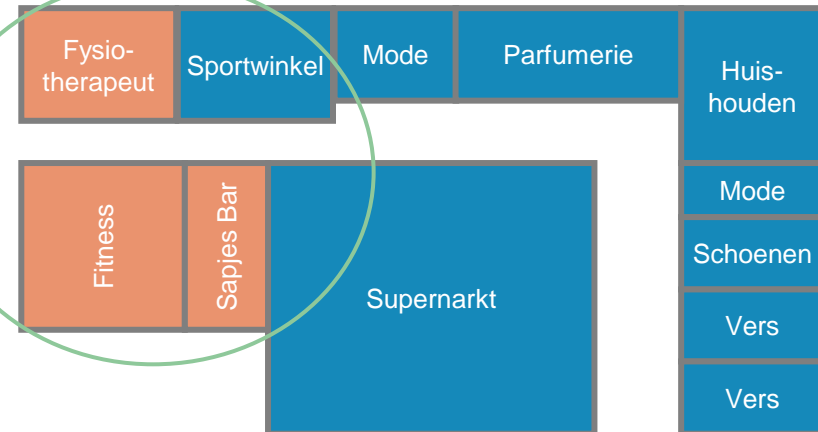 Fysio-
therapeut
Sportwinkel
Mode
Parfumerie
Huis-
houden
Fitness
Sapjes Bar
Supernarkt
Mode
Schoenen
Vers
Vers